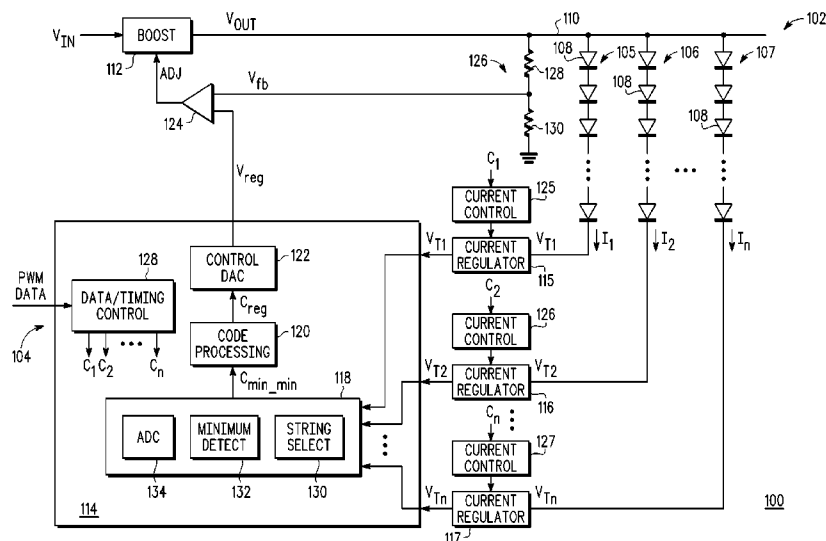 V_IN
BOOST
112
V_OUT
110
102
ADJ
124
V_fb
126
128
130
108
105
108
106
108
107
V_reg
C_1
125
CURRENT
CONTROL
V_T1
CURRENT
REGULATOR
115
V_T1
I_1
I_2
I_n
PWM
DATA
104
128
DATA/TIMING
CONTROL
C_1 C_2 ••• C_n
CONTROL
DAC
122
C_reg
CODE
PROCESSING
120
C_min_min
118
C_2
126
CURRENT
CONTROL
V_T2
CURRENT
REGULATOR
116
V_T2
ADC
134
MINIMUM
DETECT
132
STRING
SELECT
130
C_n
127
CURRENT
CONTROL
V_Tn
CURRENT
REGULATOR
117
V_Tn
114
100